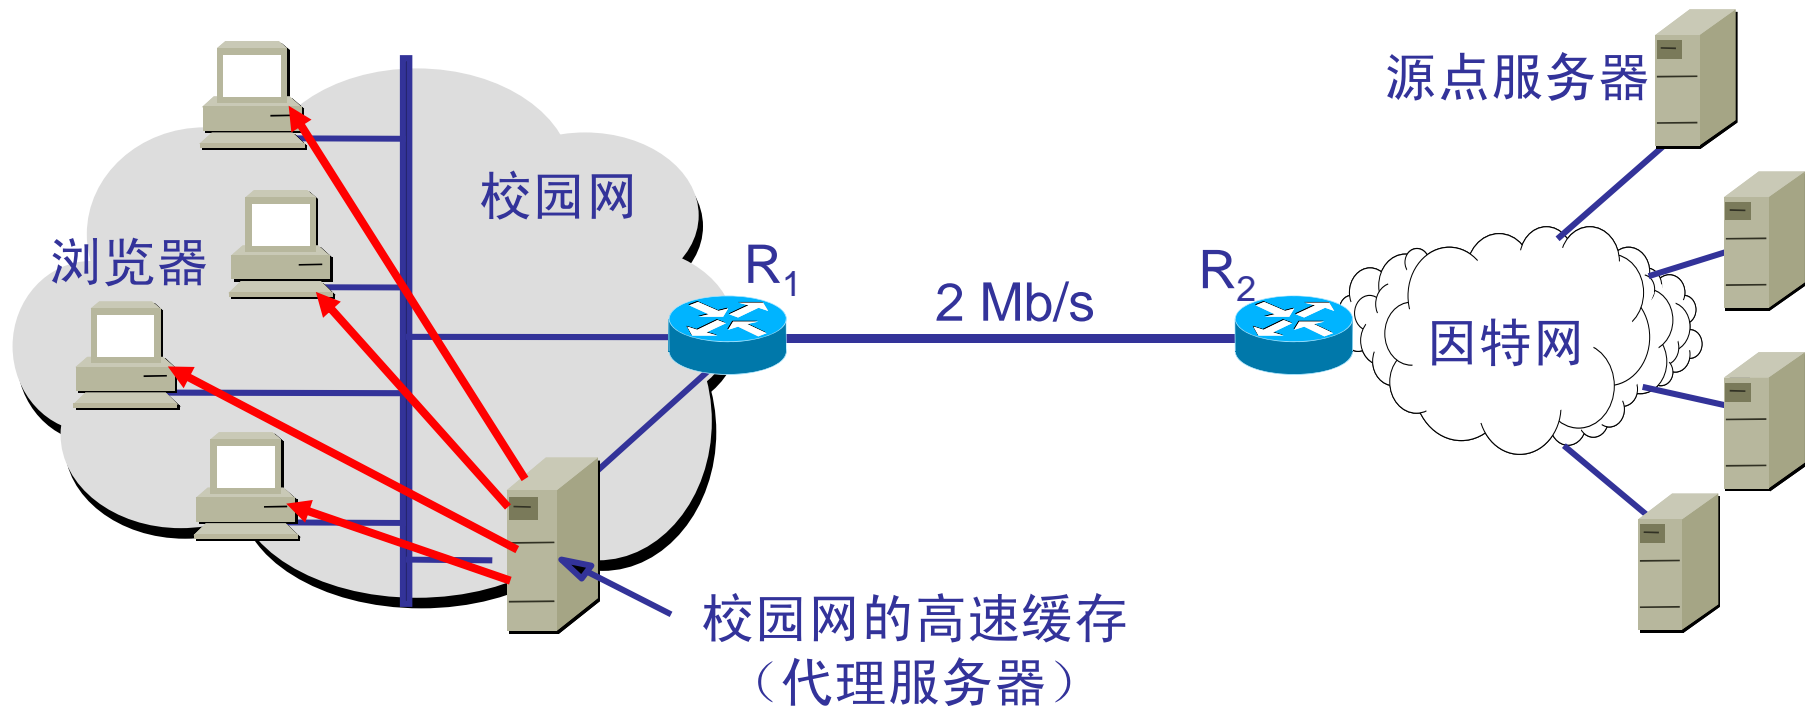 源点服务器
校园网
浏览器
R1
2 Mb/s
R2
因特网
校园网的高速缓存
（代理服务器）